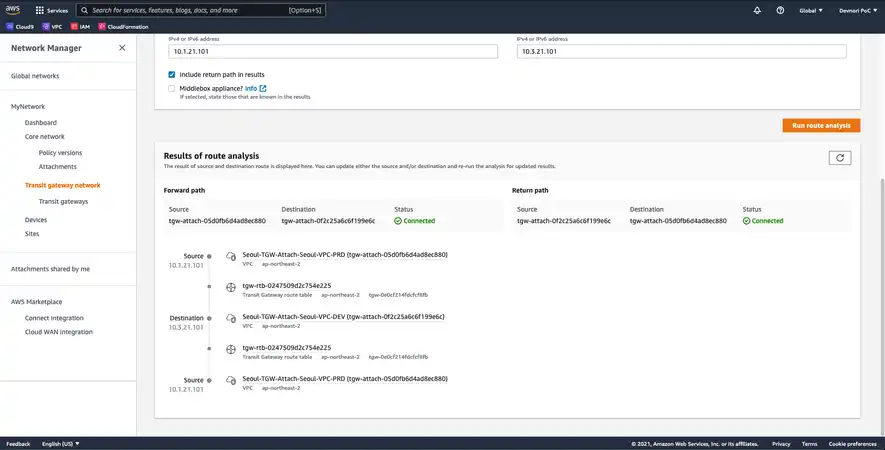 aws
Services
Search for services, features, blogs, docs, and more
[Option+S]
Global ▼
Devnori PoC ▼
Cloud9
VPC
IAM
CloudFormation
Network Manager
Global networks
MyNetwork
Dashboard
Core network
Policy versions
Attachments
Transit gateway network
Transit gateways
Devices
Sites
Attachments shared by me
AWS Marketplace
Connect integration
Cloud WAN integration
IPv4 or IPv6 address
IPv4 or IPv6 address
10.1.21.101
10.3.21.101
Include return path in results
Middlebox appliance? Info
If selected, state those that are known in the results
Run route analysis
Results of route analysis
The result of source and destination route is displayed here. You can update either the source and/or destination and re-run the analysis for updated results.
Forward path
Source
Destination
Status
tgw-attach-05d0fb6d4ad8ec880
tgw-attach-0f2c25a6c6f199e6c
Connected
Return path
Source
Destination
Status
tgw-attach-0f2c25a6c6f199e6c
tgw-attach-05d0fb6d4ad8ec880
Connected
Source
10.1.21.101
Seoul-TGW-Attach-Seoul-VPC-PRD (tgw-attach-05d0fb6d4ad8ec880)
VPC ap-northeast-2
tgw-rtb-0247509d2c754e225
Transit Gateway route table ap-northeast-2 tgw-0e0cf214fdcfcf8fb
Destination
10.3.21.101
Seoul-TGW-Attach-Seoul-VPC-DEV (tgw-attach-0f2c25a6c6f199e6c)
VPC ap-northeast-2
tgw-rtb-0247509d2c754e225
Transit Gateway route table ap-northeast-2 tgw-0e0cf214fdcfcf8fb
Source
10.1.21.101
Seoul-TGW-Attach-Seoul-VPC-PRD (tgw-attach-05d0fb6d4ad8ec880)
VPC ap-northeast-2
Feedback
English (US) ▼
© 2021, Amazon Web Services, Inc. or its affiliates.
Privacy
Terms
Cookie preferences